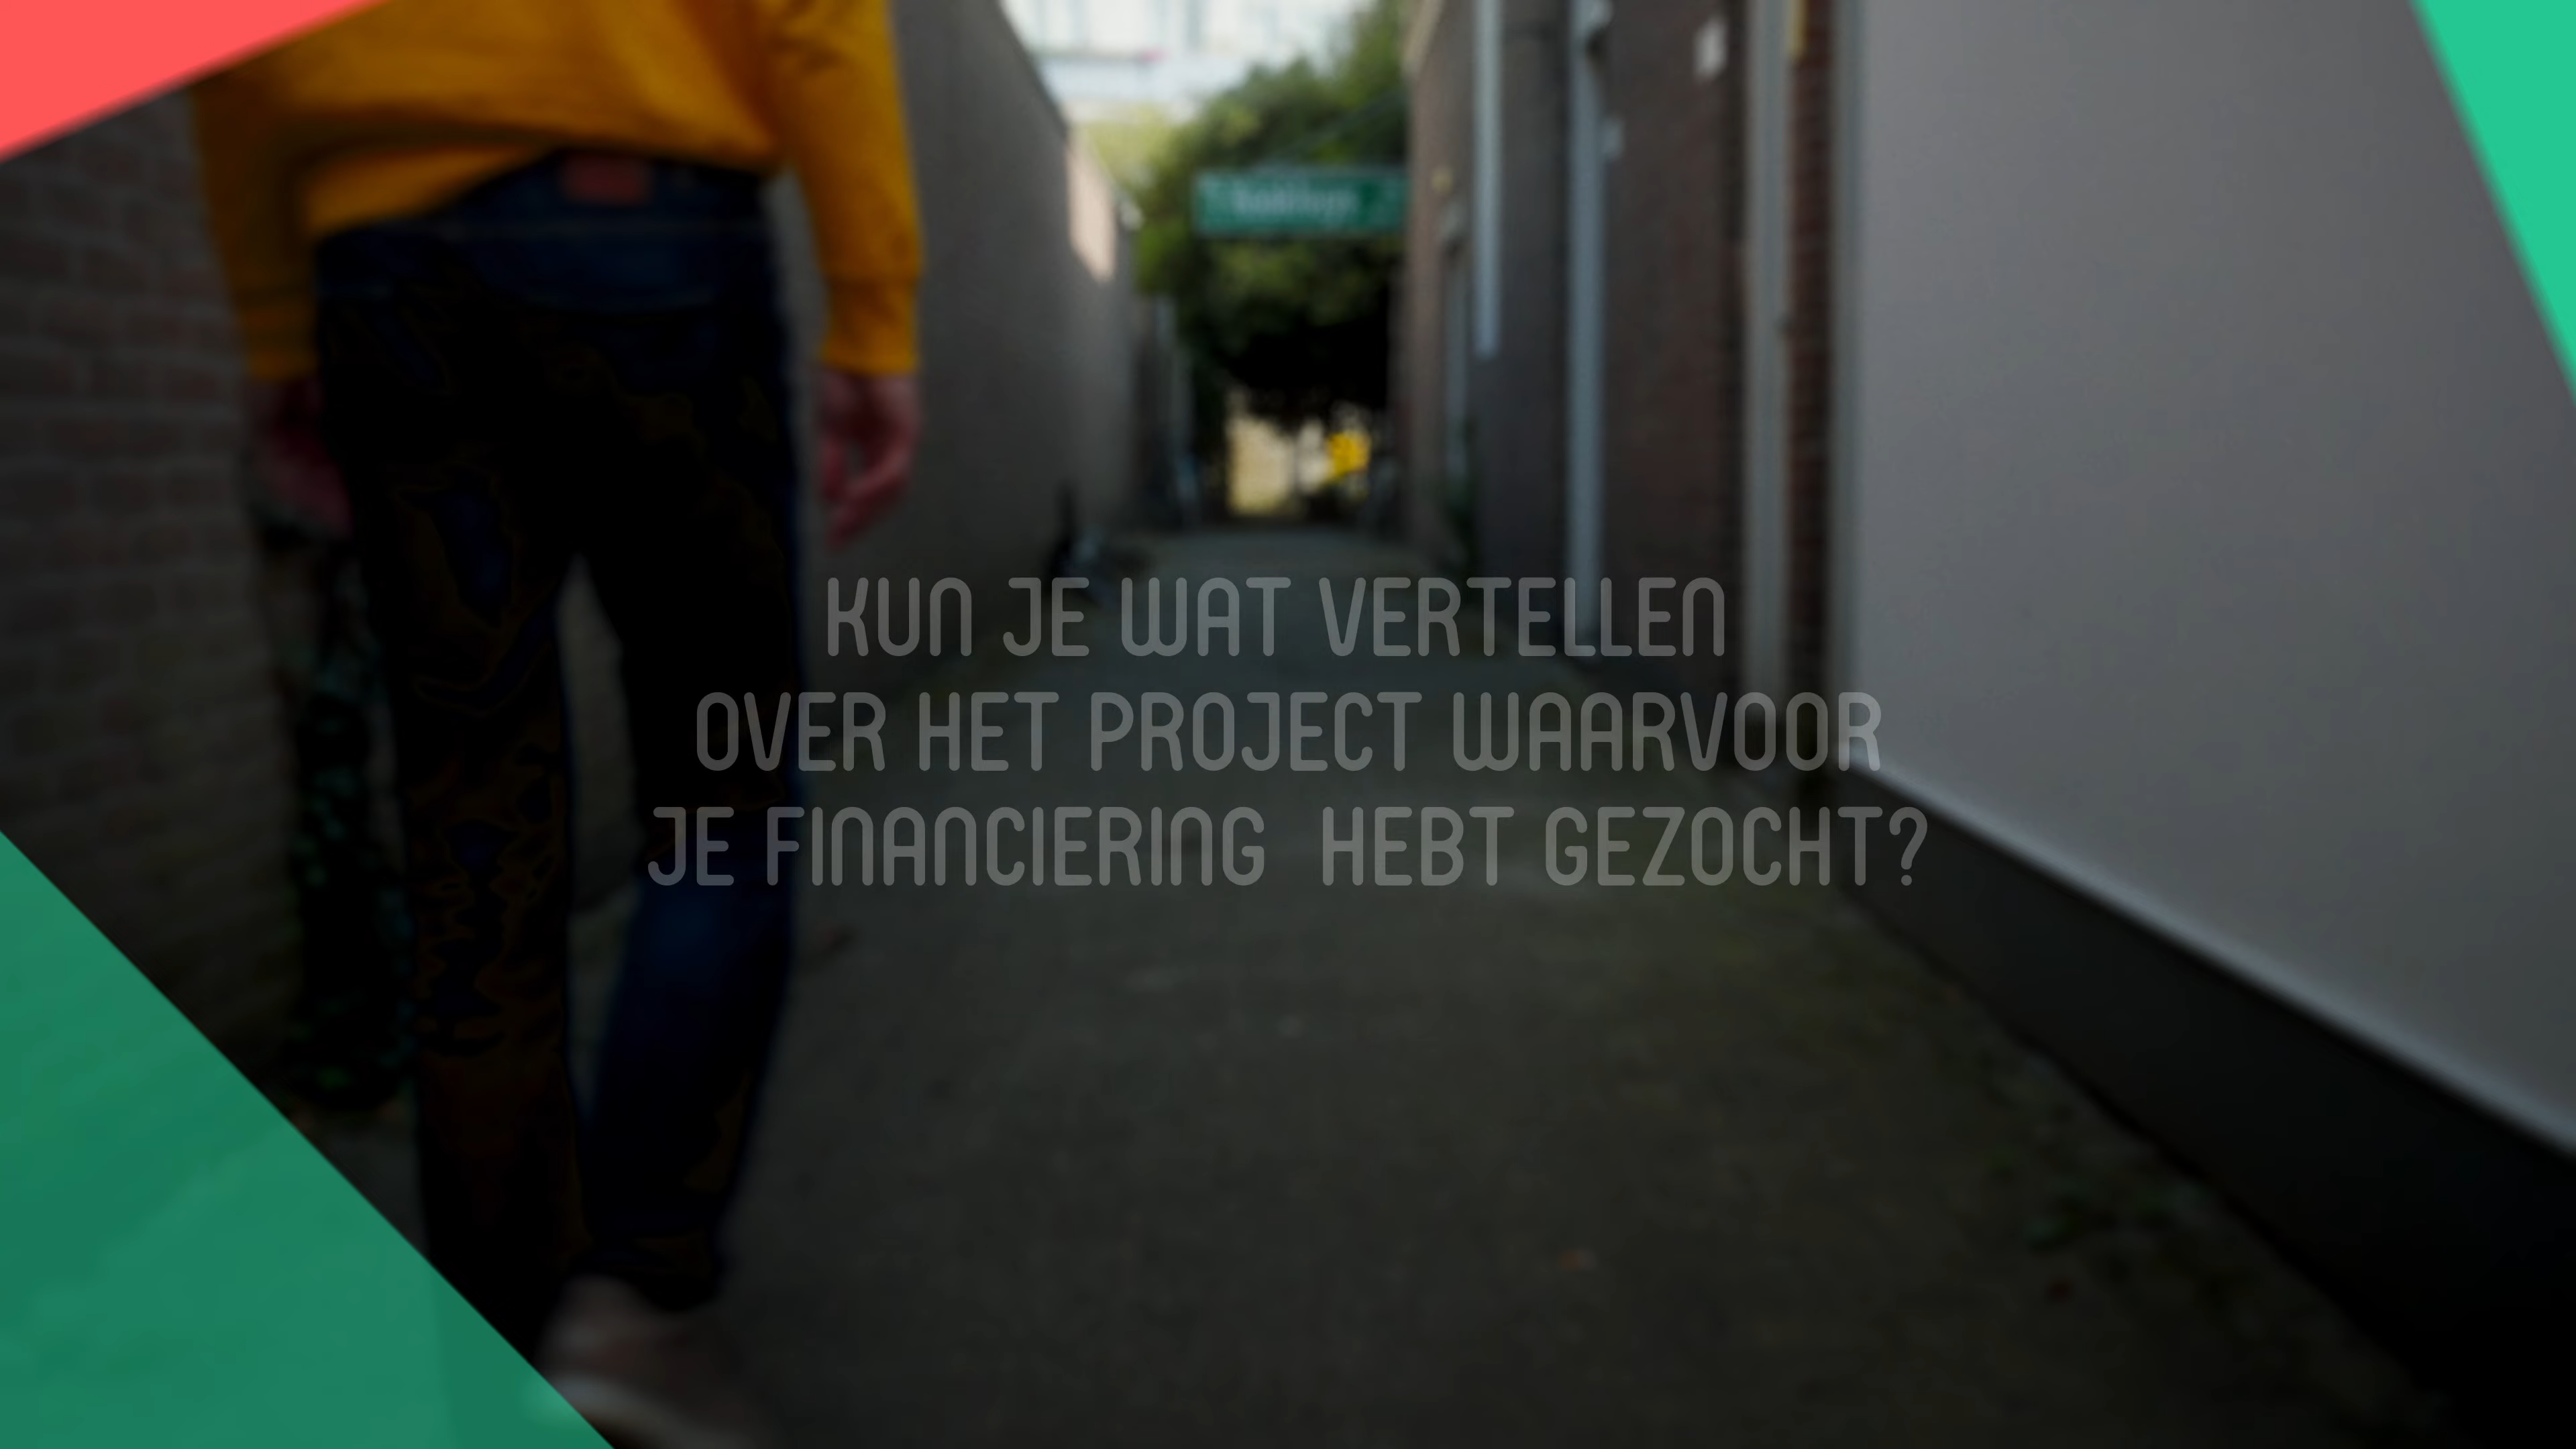 KUN JE WAT VERTELLEN
OVER HET PROJECT WAARVOOR
JE FINANCIERING HEBT GEZOCHT?